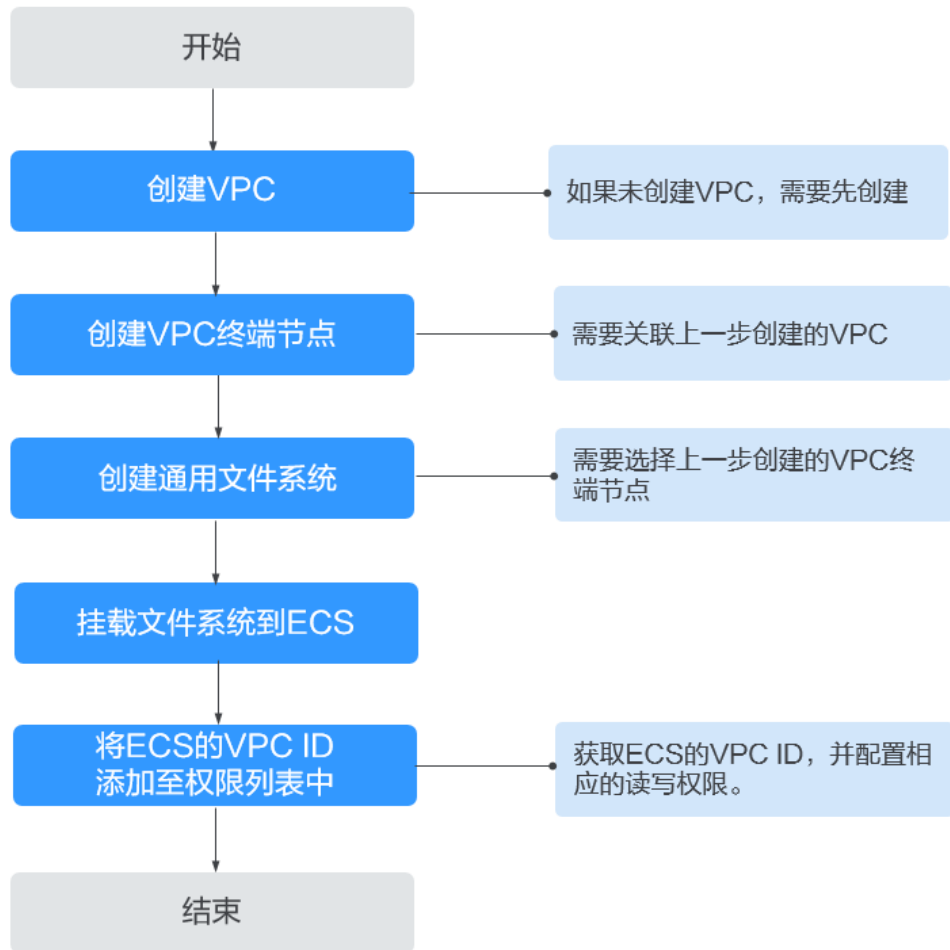 开始
创建VPC
如果未创建VPC，需要先创建
创建VPC终端节点
需要关联上一步创建的VPC
创建通用文件系统
需要选择上一步创建的VPC终
端节点
挂载文件系统到ECS
将ECS的VPC ID
添加至权限列表中
获取ECS的VPC ID，并配置相
应的读写权限。
结束